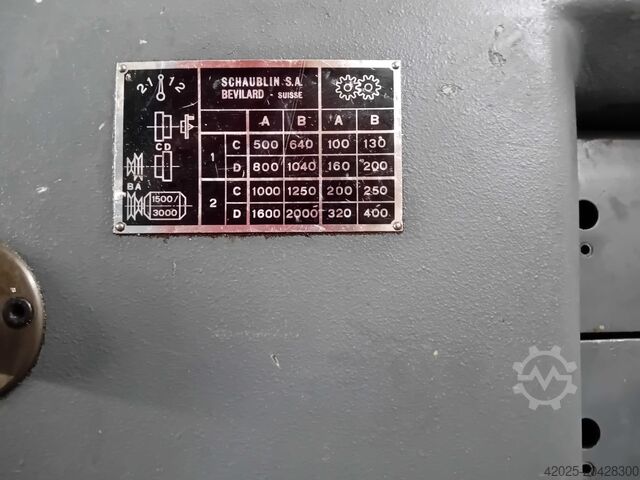 2-1 1-2
SCHAUBLIN S.A.
BEVILARD - SUISSE
A B A B
C D
1 C 500 640 100 130
D 800 1040 160 200
B A
2 C 1000 1250 200 250
1500/
3000
D 1600 2000 320 400
42025-20428300